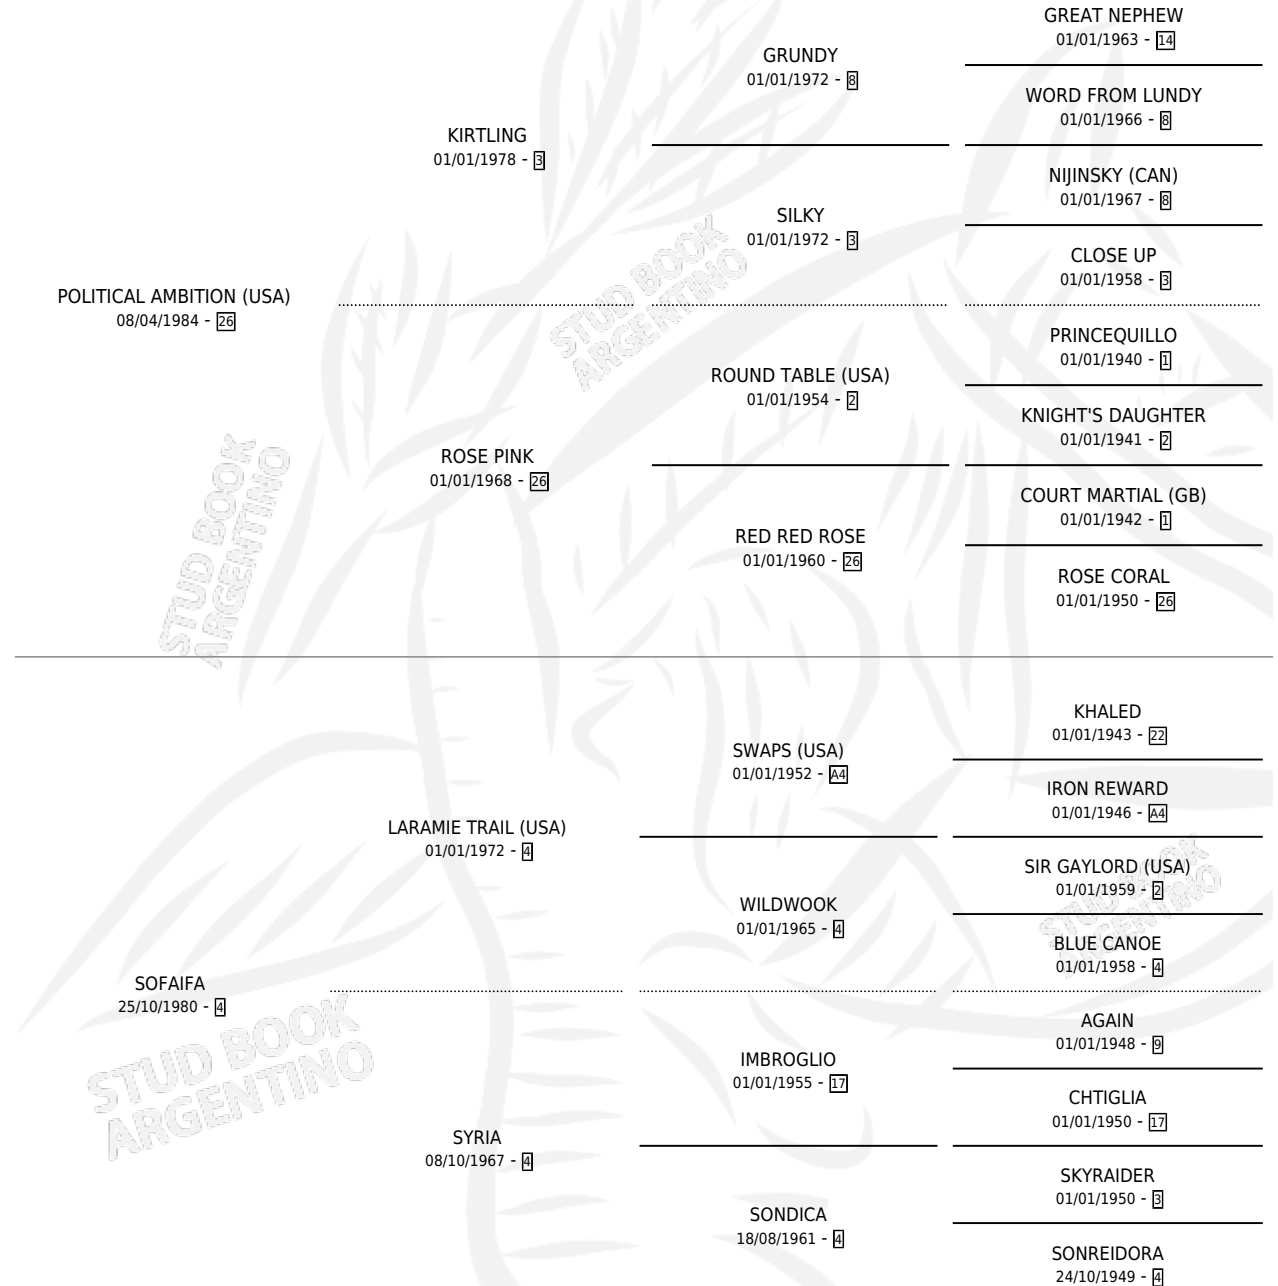 GREAT NEPHEW
01/01/1963 - 14
GRUNDY
01/01/1972 - 8
WORD FROM LUNDY
01/01/1966 - 8
KIRTLING
01/01/1978 - 3
NIJINSKY (CAN)
01/01/1967 - 8
SILKY
01/01/1972 - 3
CLOSE UP
01/01/1958 - 3
POLITICAL AMBITION (USA)
08/04/1984 - 26
PRINCEQUILLO
01/01/1940 - 1
ROUND TABLE (USA)
01/01/1954 - 2
KNIGHT'S DAUGHTER
01/01/1941 - 2
ROSE PINK
01/01/1968 - 26
COURT MARTIAL (GB)
01/01/1942 - 1
RED RED ROSE
01/01/1960 - 26
ROSE CORAL
01/01/1950 - 26
KHALED
01/01/1943 - 22
SWAPS (USA)
01/01/1952 - A4
IRON REWARD
01/01/1946 - A4
LARAMIE TRAIL (USA)
01/01/1972 - 4
SIR GAYLORD (USA)
01/01/1959 - 2
WILDWOOK
01/01/1965 - 4
BLUE CANOE
01/01/1958 - 4
SOFAIFA
25/10/1980 - 4
AGAIN
01/01/1948 - 9
IMBROGLIO
01/01/1955 - 17
CHTIGLIA
01/01/1950 - 17
SYRIA
08/10/1967 - 4
SKYRAIDER
01/01/1950 - 3
SONDICA
18/08/1961 - 4
SONREIDORA
24/10/1949 - 4
STUD BOOK
ARGENTINO
STUD BOOK
ARGENTINO
STUD BOOK
ARGENTINO
STUD BOOK
ARGENTINO